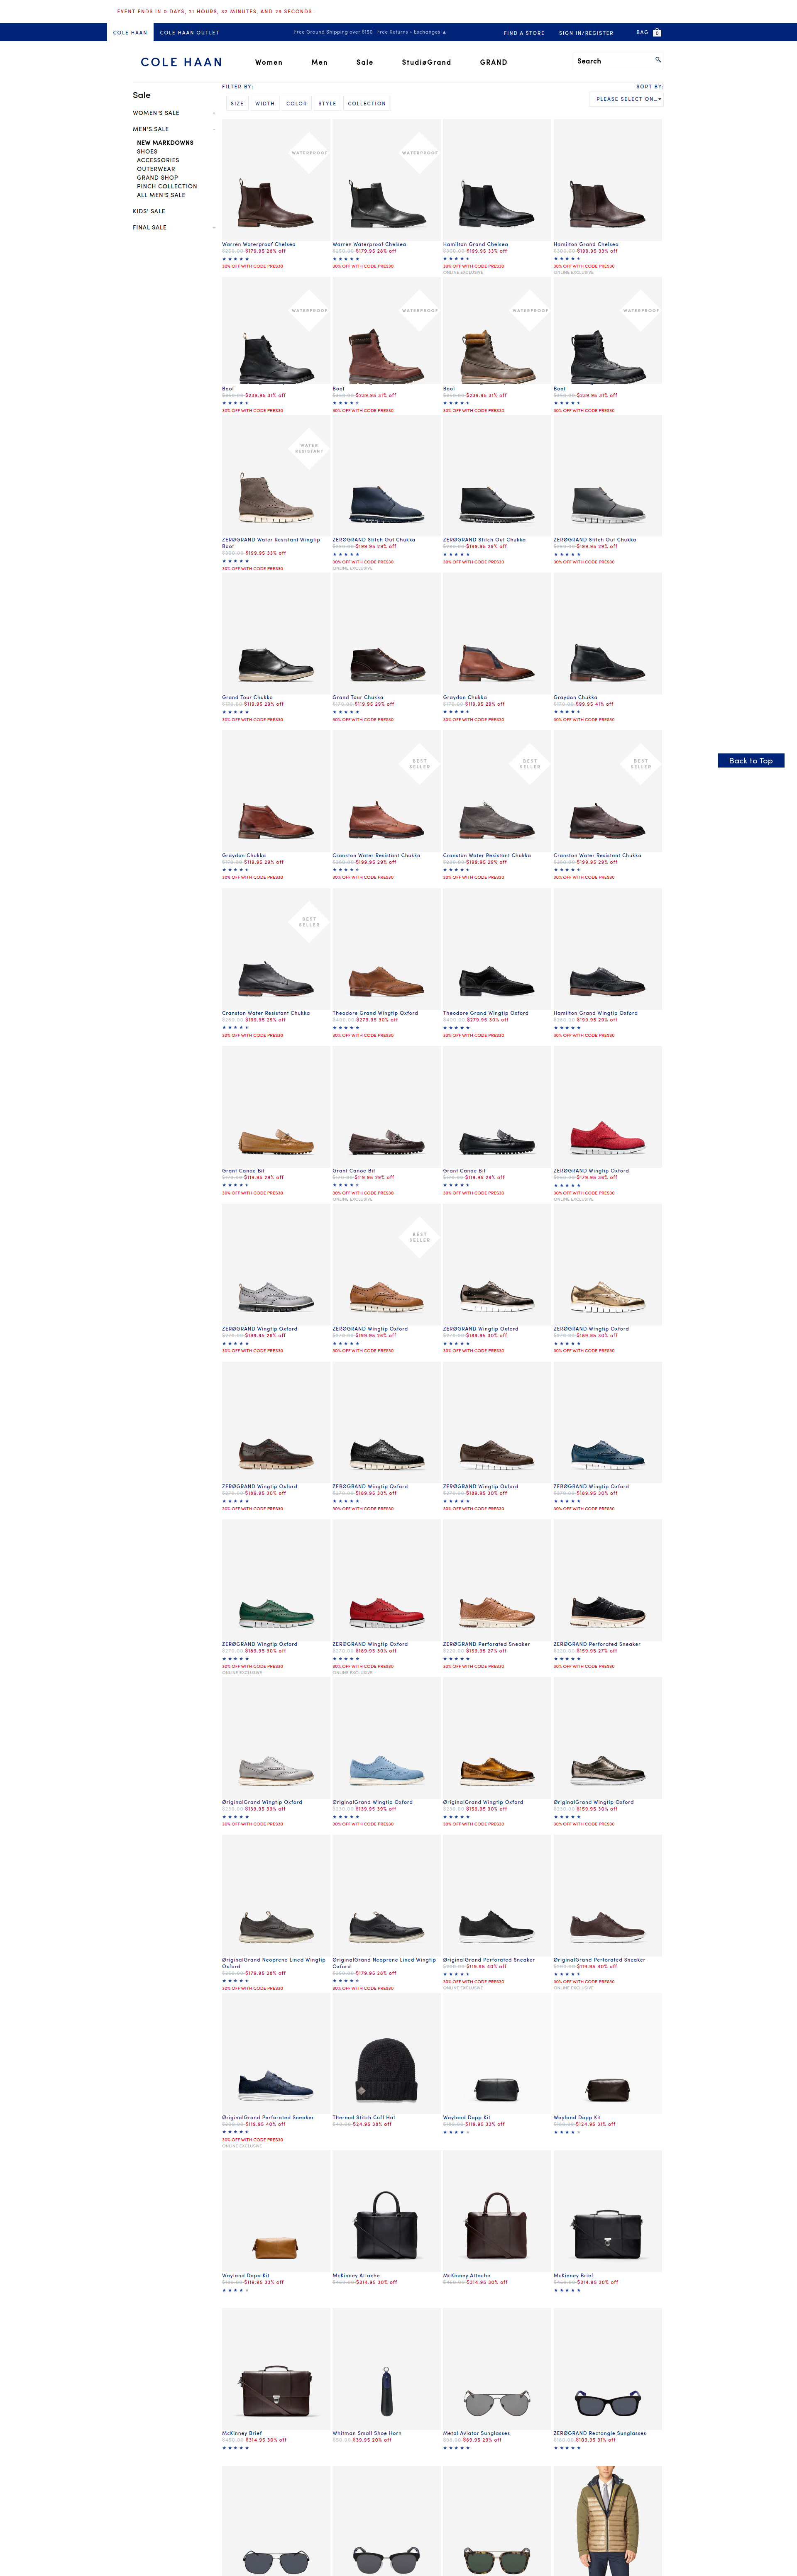 EVENT ENDS IN 0 DAYS, 21 HOURS, 32 MINUTES, AND 29 SECONDS .
COLE HAAN
COLE HAAN OUTLET
Free Ground Shipping over $150 | Free Returns + Exchanges
FIND A STORE
SIGN IN/REGISTER
BAG 0
COLE HAAN
Women
Men
Sale
StudiøGrand
GRAND
Search
Sale
WOMEN'S SALE
MEN'S SALE
NEW MARKDOWNS
SHOES
ACCESSORIES
OUTERWEAR
GRAND SHOP
PINCH COLLECTION
ALL MEN'S SALE
KIDS' SALE
FINAL SALE
FILTER BY:
SORT BY:
SIZE
WIDTH
COLOR
STYLE
COLLECTION
PLEASE SELECT ON...
WATERPROOF
WATERPROOF
Warren Waterproof Chelsea
$179.95 28% off
30% OFF WITH CODE PRES30
Warren Waterproof Chelsea
$179.95 28% off
30% OFF WITH CODE PRES30
Hamilton Grand Chelsea
$199.95 33% off
30% OFF WITH CODE PRES30
ONLINE EXCLUSIVE
Hamilton Grand Chelsea
$199.95 33% off
30% OFF WITH CODE PRES30
ONLINE EXCLUSIVE
WATERPROOF
WATERPROOF
WATERPROOF
WATERPROOF
Boot
$239.95 31% off
30% OFF WITH CODE PRES30
Boot
$239.95 31% off
30% OFF WITH CODE PRES30
Boot
$239.95 31% off
30% OFF WITH CODE PRES30
Boot
$239.95 31% off
30% OFF WITH CODE PRES30
WATER
RESISTANT
ZERØGRAND Water Resistant Wingtip
Boot
$199.95 33% off
30% OFF WITH CODE PRES30
ZERØGRAND Stitch Out Chukka
$199.95 29% off
30% OFF WITH CODE PRES30
ONLINE EXCLUSIVE
ZERØGRAND Stitch Out Chukka
$199.95 29% off
30% OFF WITH CODE PRES30
ZERØGRAND Stitch Out Chukka
$199.95 29% off
30% OFF WITH CODE PRES30
Grand Tour Chukka
$119.95 29% off
30% OFF WITH CODE PRES30
Grand Tour Chukka
$119.95 29% off
30% OFF WITH CODE PRES30
Graydon Chukka
$119.95 29% off
30% OFF WITH CODE PRES30
Graydon Chukka
$99.95 41% off
30% OFF WITH CODE PRES30
Back to Top
BEST
SELLER
BEST
SELLER
BEST
SELLER
Graydon Chukka
$119.95 29% off
30% OFF WITH CODE PRES30
Cranston Water Resistant Chukka
$199.95 29% off
30% OFF WITH CODE PRES30
Cranston Water Resistant Chukka
$199.95 29% off
30% OFF WITH CODE PRES30
Cranston Water Resistant Chukka
$199.95 29% off
30% OFF WITH CODE PRES30
BEST
SELLER
Cranston Water Resistant Chukka
$199.95 29% off
30% OFF WITH CODE PRES30
Theodore Grand Wingtip Oxford
$279.95 30% off
30% OFF WITH CODE PRES30
Theodore Grand Wingtip Oxford
$279.95 30% off
30% OFF WITH CODE PRES30
Hamilton Grand Wingtip Oxford
$199.95 29% off
30% OFF WITH CODE PRES30
Grant Canoe Bit
$119.95 29% off
30% OFF WITH CODE PRES30
Grant Canoe Bit
$119.95 29% off
30% OFF WITH CODE PRES30
ONLINE EXCLUSIVE
Grant Canoe Bit
$119.95 29% off
30% OFF WITH CODE PRES30
ZERØGRAND Wingtip Oxford
$179.95 36% off
30% OFF WITH CODE PRES30
ONLINE EXCLUSIVE
BEST
SELLER
ZERØGRAND Wingtip Oxford
$199.95 26% off
30% OFF WITH CODE PRES30
ZERØGRAND Wingtip Oxford
$199.95 26% off
30% OFF WITH CODE PRES30
ZERØGRAND Wingtip Oxford
$189.95 30% off
30% OFF WITH CODE PRES30
ZERØGRAND Wingtip Oxford
$189.95 30% off
30% OFF WITH CODE PRES30
ZERØGRAND Wingtip Oxford
$189.95 30% off
30% OFF WITH CODE PRES30
ZERØGRAND Wingtip Oxford
$189.95 30% off
30% OFF WITH CODE PRES30
ZERØGRAND Wingtip Oxford
$189.95 30% off
30% OFF WITH CODE PRES30
ZERØGRAND Wingtip Oxford
$189.95 30% off
30% OFF WITH CODE PRES30
ZERØGRAND Wingtip Oxford
$189.95 30% off
30% OFF WITH CODE PRES30
ONLINE EXCLUSIVE
ZERØGRAND Wingtip Oxford
$189.95 30% off
30% OFF WITH CODE PRES30
ONLINE EXCLUSIVE
ZERØGRAND Perforated Sneaker
$159.95 27% off
30% OFF WITH CODE PRES30
ZERØGRAND Perforated Sneaker
$159.95 27% off
30% OFF WITH CODE PRES30
ØriginalGrand Wingtip Oxford
$139.95 39% off
30% OFF WITH CODE PRES30
ØriginalGrand Wingtip Oxford
$139.95 39% off
30% OFF WITH CODE PRES30
ØriginalGrand Wingtip Oxford
$159.95 30% off
30% OFF WITH CODE PRES30
ØriginalGrand Wingtip Oxford
$159.95 30% off
30% OFF WITH CODE PRES30
ØriginalGrand Neoprene Lined Wingtip
Oxford
$179.95 28% off
30% OFF WITH CODE PRES30
ØriginalGrand Neoprene Lined Wingtip
Oxford
$179.95 28% off
30% OFF WITH CODE PRES30
ØriginalGrand Perforated Sneaker
$119.95 40% off
30% OFF WITH CODE PRES30
ONLINE EXCLUSIVE
ØriginalGrand Perforated Sneaker
$119.95 40% off
30% OFF WITH CODE PRES30
ONLINE EXCLUSIVE
ØriginalGrand Perforated Sneaker
$119.95 40% off
30% OFF WITH CODE PRES30
ONLINE EXCLUSIVE
Thermal Stitch Cuff Hat
$24.95 38% off
Wayland Dopp Kit
$119.95 33% off
Wayland Dopp Kit
$124.95 31% off
Wayland Dopp Kit
$119.95 33% off
McKinney Attache
$314.95 30% off
McKinney Attache
$314.95 30% off
McKinney Brief
$314.95 30% off
McKinney Brief
$314.95 30% off
Whitman Small Shoe Horn
$39.95 20% off
Metal Aviator Sunglasses
$69.95 29% off
ZERØGRAND Rectangle Sunglasses
$109.95 31% off